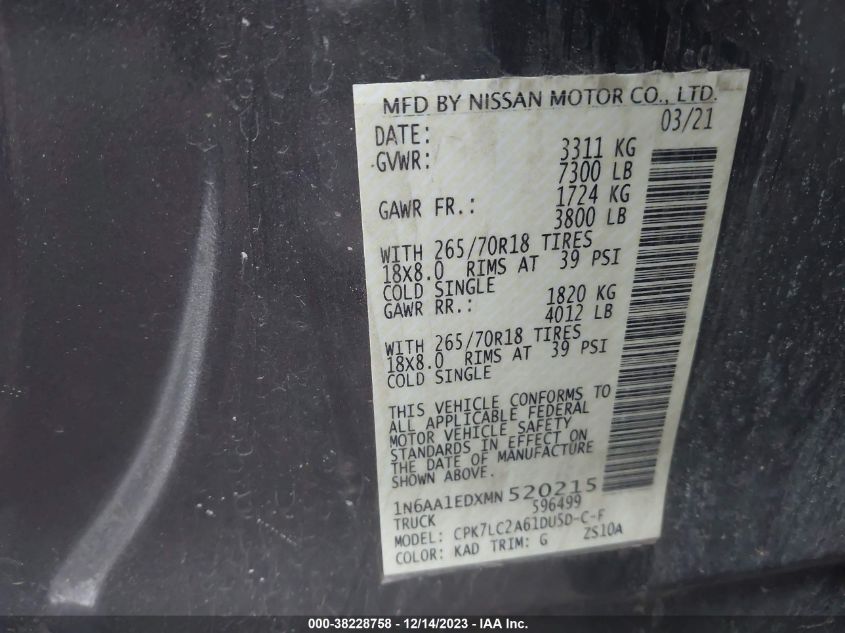 MFD BY NISSAN MOTOR CO., LTD.
DATE: 03/21
GVWR: 3311 KG
7300 LB
GAWR FR.: 1724 KG
3800 LB
WITH 265/70R18 TIRES
18X8.0 RIMS AT 39 PSI
COLD SINGLE
GAWR RR.: 1820 KG
4012 LB
WITH 265/70R18 TIRES
18X8.0 RIMS AT 39 PSI
COLD SINGLE
THIS VEHICLE CONFORMS TO
ALL APPLICABLE FEDERAL
MOTOR VEHICLE SAFETY
STANDARDS IN EFFECT ON
THE DATE OF MANUFACTURE
SHOWN ABOVE.
1N6AA1EDXMN520215
TRUCK 596499
MODEL: CPK7LC2A61DU5D-C-F
COLOR: KAD TRIM: G ZS10A
000-38228758 - 12/14/2023 - IAA Inc.